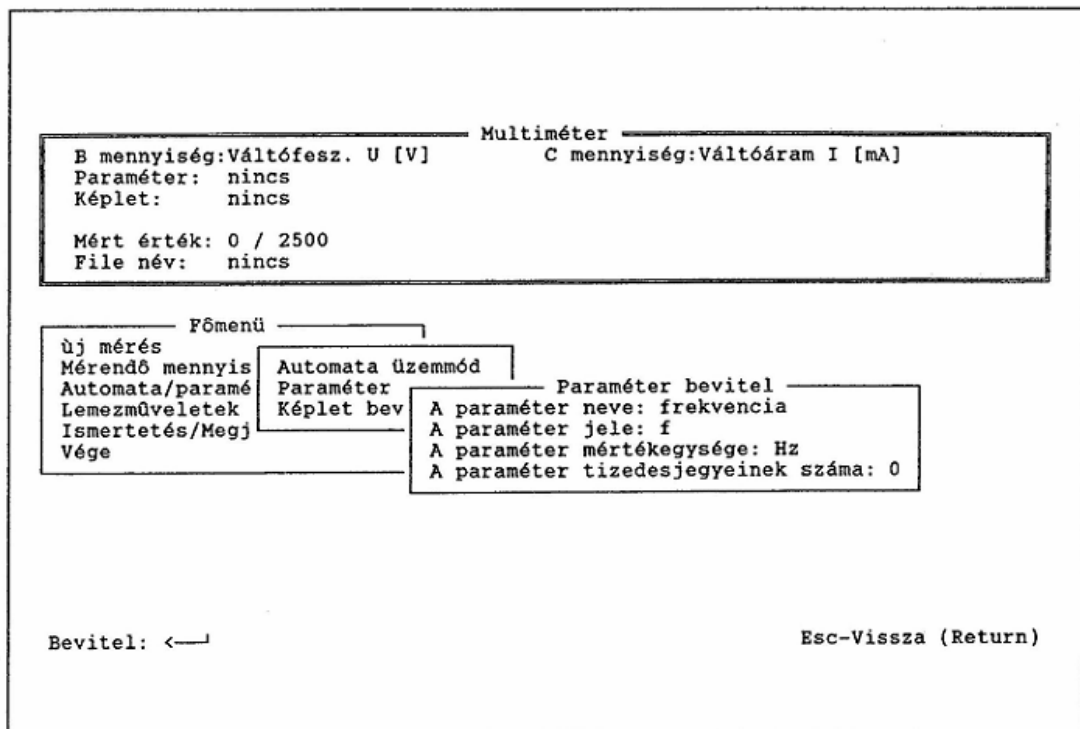 Multiméter
B mennyiség:Váltófesz. U [V] C mennyiség:Váltóáram I [mA]
Paraméter: nincs
Képlet: nincs
Mért érték: 0 / 2500
File név: nincs
Fõmenü
ùj mérés
Mérendõ mennyis
Automata/paramé
Lemezmûveletek
Ismertetés/Megj
Vége
Automata üzemmód
Paraméter
Képlet bev
Paraméter bevitel
A paraméter neve: frekvencia
A paraméter jele: f
A paraméter mértékegysége: Hz
A paraméter tizedesjegyeinek száma: 0
Bevitel: <──┘ Esc-Vissza (Return)